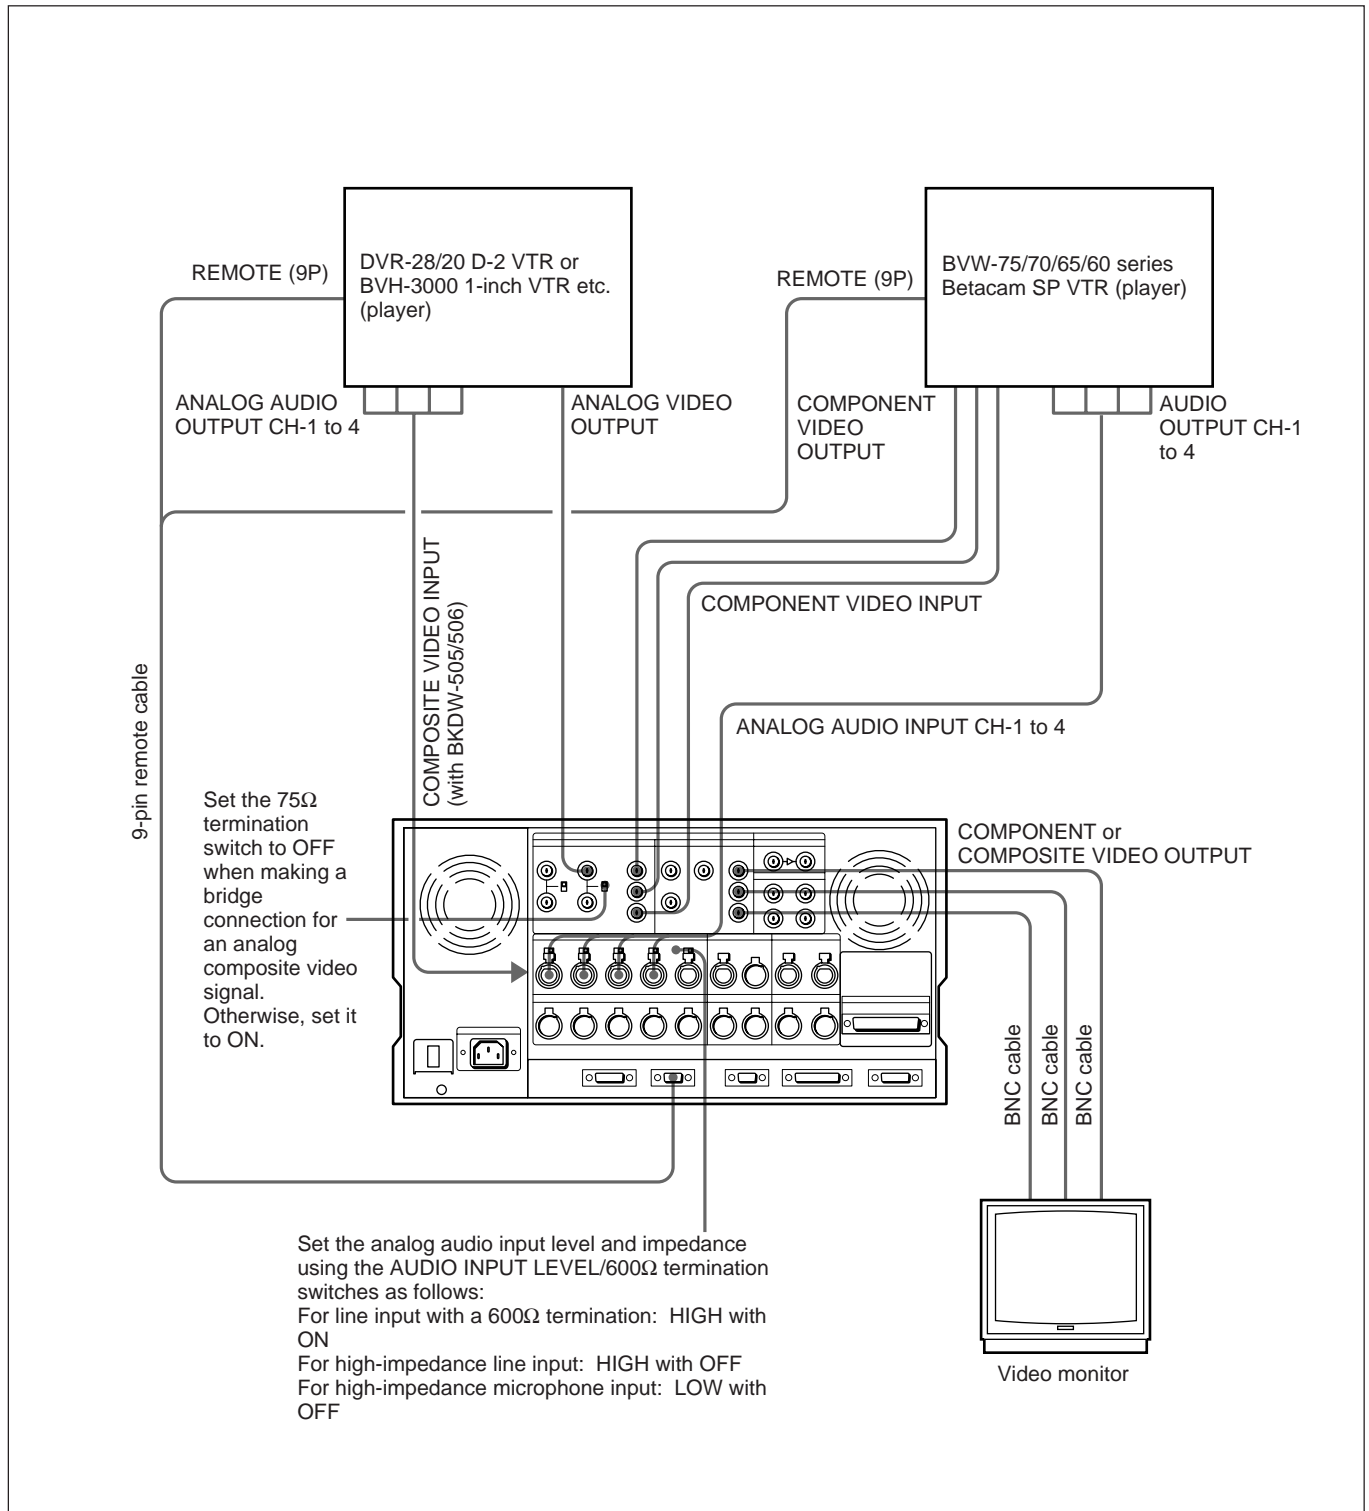 REMOTE (9P)
DVR-28/20 D-2 VTR or
BVH-3000 1-inch VTR etc.
(player)
REMOTE (9P)
BVW-75/70/65/60 series
Betacam SP VTR (player)
ANALOG AUDIO
OUTPUT CH-1 to 4
ANALOG VIDEO
OUTPUT
COMPONENT
VIDEO
OUTPUT
AUDIO
OUTPUT CH-1
to 4
COMPOSITE VIDEO INPUT
(with BKDW-505/506)
COMPONENT VIDEO INPUT
9-pin remote cable
ANALOG AUDIO INPUT CH-1 to 4
Set the 75Ω
termination
switch to OFF
when making a
bridge
connection for
an analog
composite video
signal.
Otherwise, set it
to ON.
COMPONENT or
COMPOSITE VIDEO OUTPUT
BNC cable
BNC cable
BNC cable
Set the analog audio input level and impedance
using the AUDIO INPUT LEVEL/600Ω termination
switches as follows:
For line input with a 600Ω termination:  HIGH with
ON
For high-impedance line input:  HIGH with OFF
For high-impedance microphone input:  LOW with
OFF
Video monitor